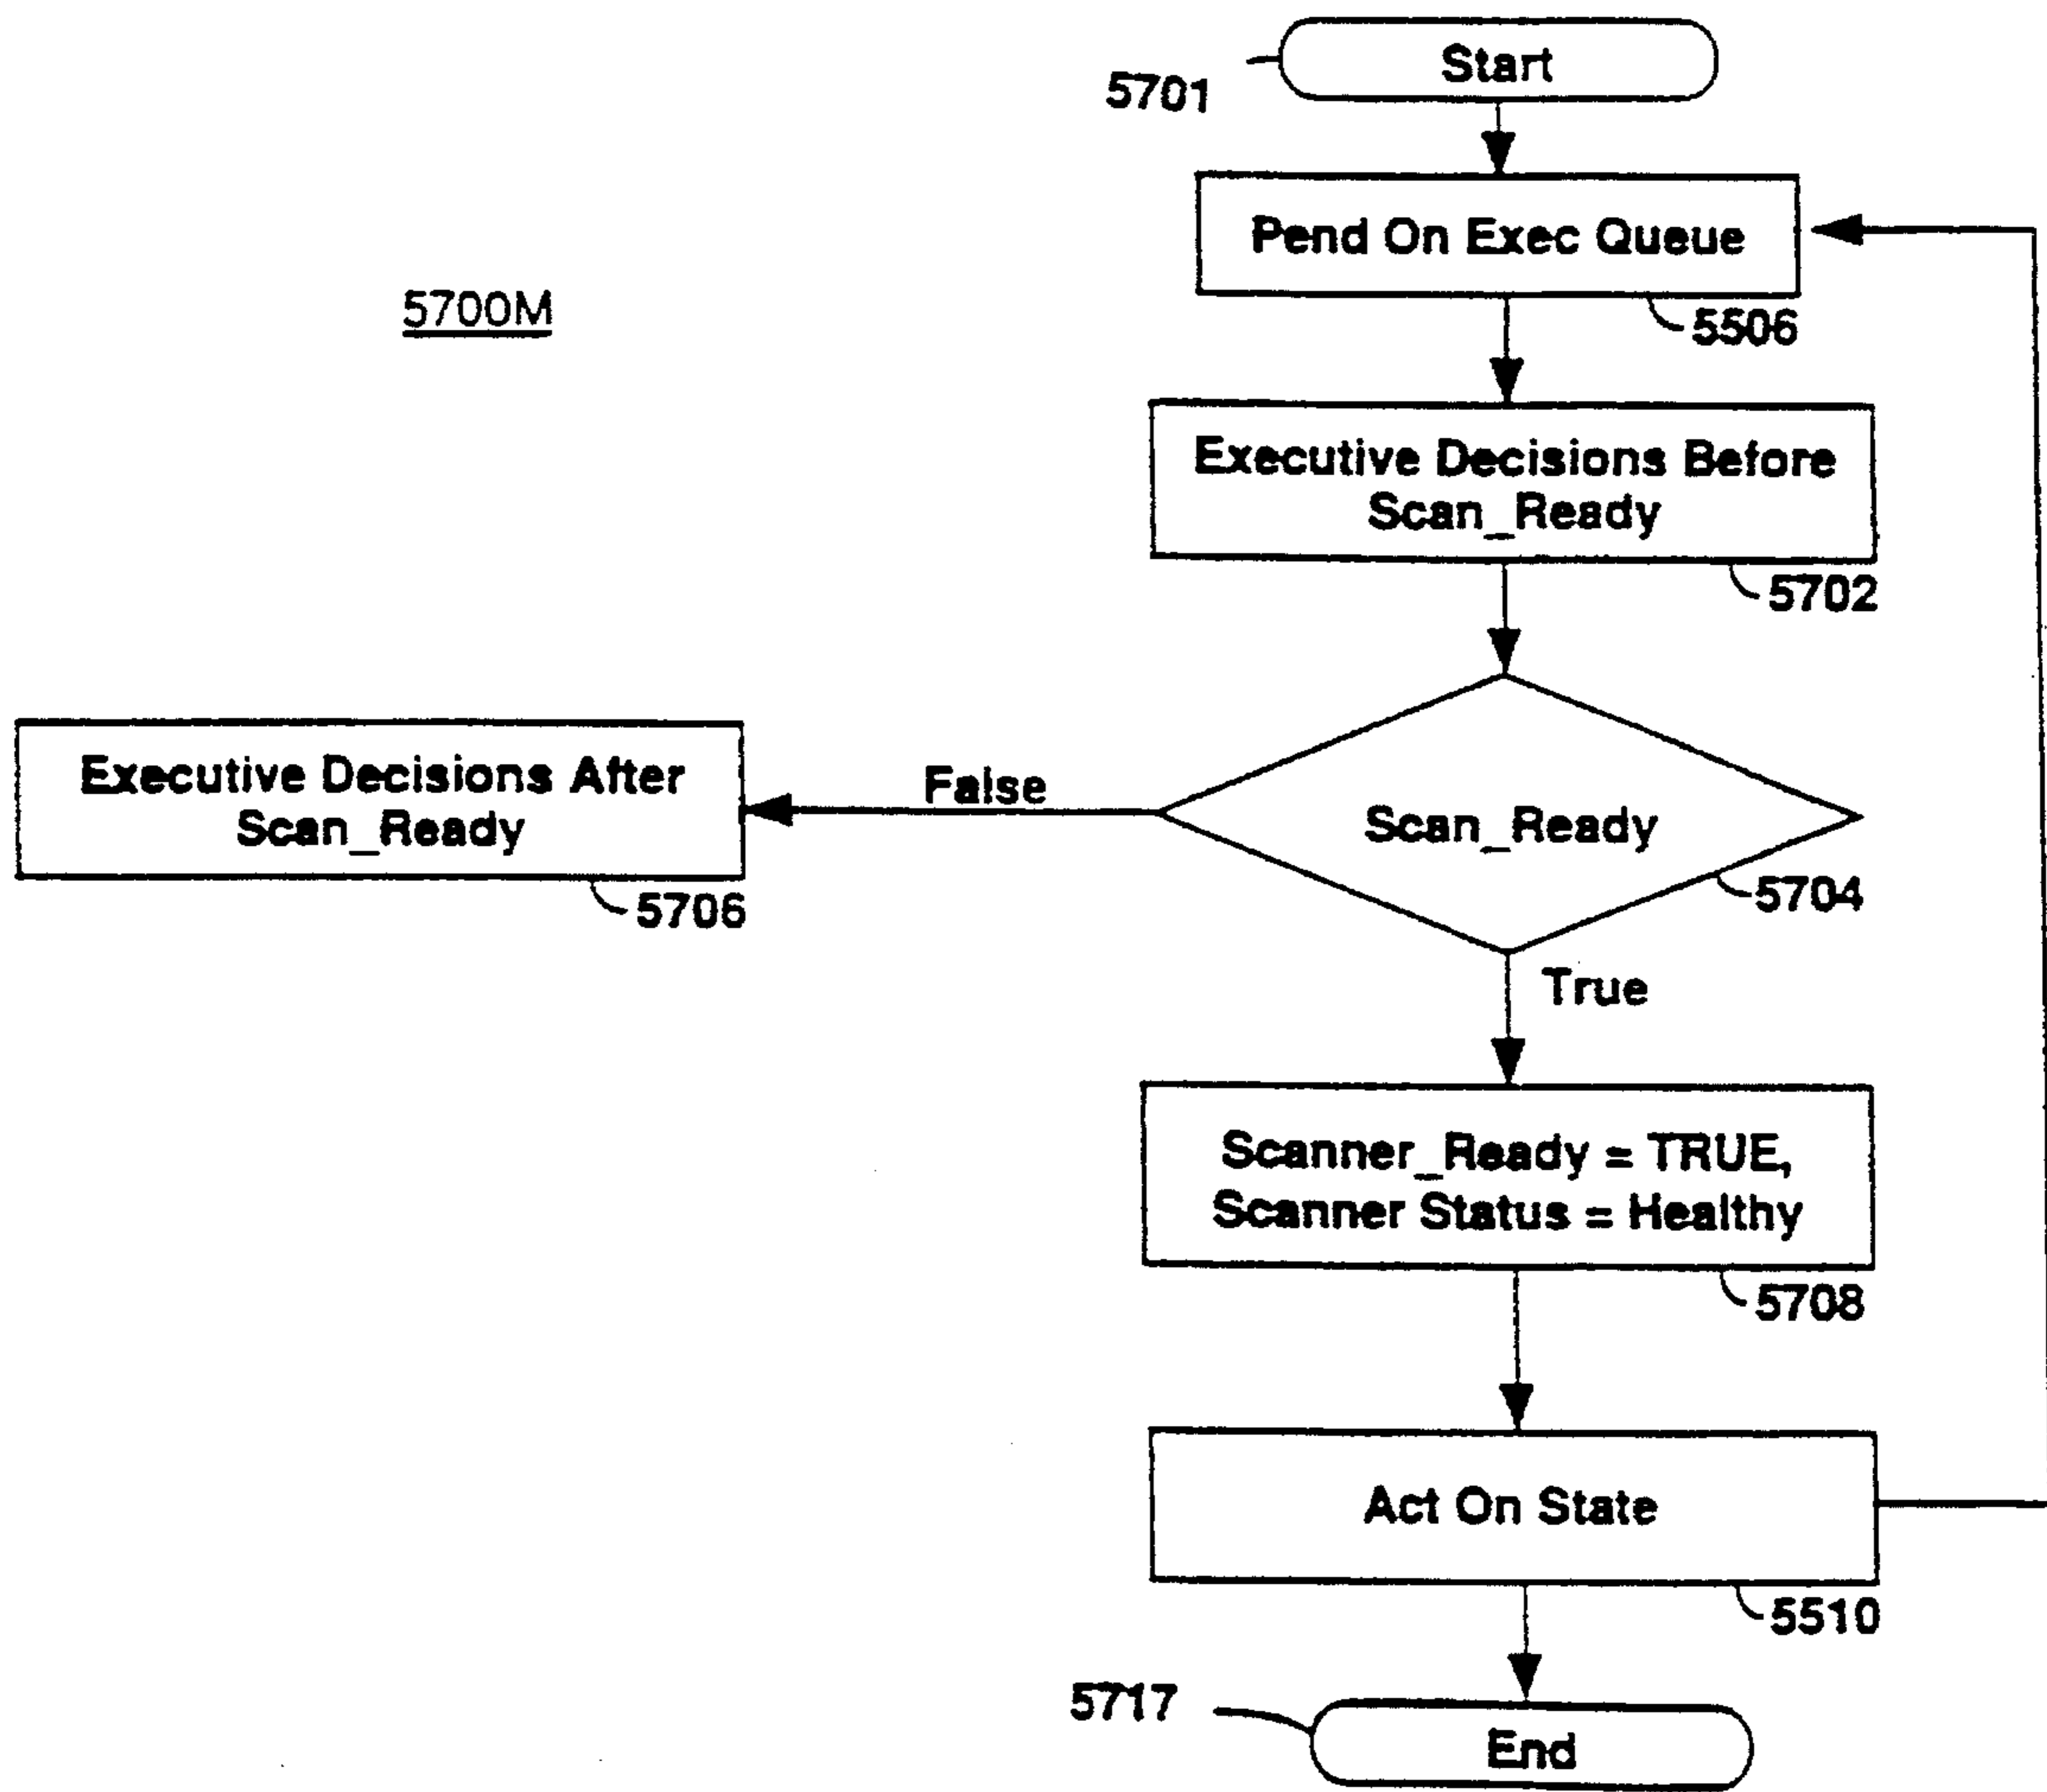 Start
5701
Pend On Exec Queue
5700M
5506
Executive Decisions Before
Scan_Ready
5702
Executive Decisions After
Scan_Ready
5706
False
Scan_Ready
5704
True
Scanner_Ready = TRUE,
Scanner Status = Healthy
5708
Act On State
5510
5717
End